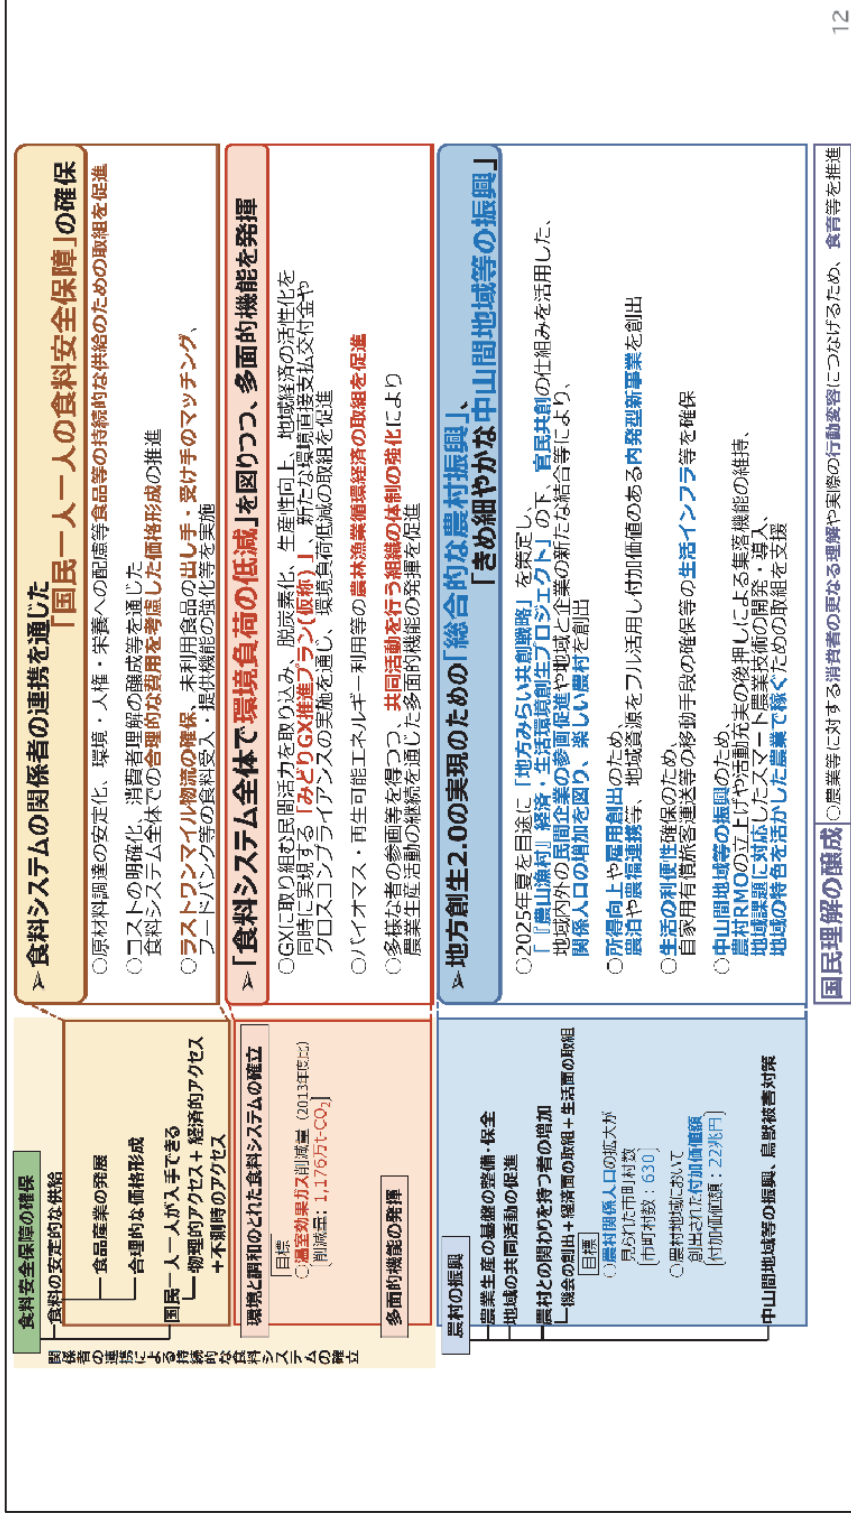 食料安全保障の確保
食料の安定的な供給
食品産業の発展
合理的な価格形成
国民一人一人が入手できる
物理的アクセス+経済的アクセス
+不測時のアクセス
関係者の連携による持続的な食料システムの確立
➢食料システムの関係者の連携を通じた
「国民一人一人の食料安全保障」の確保
○原材料調達の安定化、環境・人権・栄養への配慮等食品等の持続的な供給のための取組を促進
○コストの明確化、消費者理解の醸成等を通じた
食料システム全体での合理的な費用を考慮した価格形成の推進
○ラストワンマイル物流の確保、未利用食品の出し手・受け手のマッチング、
フードバンク等の食料受入・提供機能の強化等を実施
環境と調和のとれた食料システムの確立
目標
○温室効果ガス削減量(2013年度比)
[削減量:1,176万t-CO2]
多面的機能の発揮
➢「食料システム全体で環境負荷の低減」を図りつつ、多面的機能を発揮
○GXに取り組む民間活力を取り込み、脱炭素化、生産性向上、地域経済の活性化を
同時に実現する「みどりGX推進プラン(仮称)」、新たな環境直接支払交付金や
クロスコンプライアンスの実施を通じ、環境負荷低減の取組を促進
○バイオマス・再生可能エネルギー利用等の農林漁業循環経済の取組を促進
○多様な者の参画等を得つつ、共同活動を行う組織の体制の強化により
農業生産活動の継続を通じた多面的機能の発揮を促進
農村の振興
農業生産の基盤の整備・保全
地域の共同活動の促進
農村との関わりを持つ者の増加
機会の創出+経済面の取組+生活面の取組
目標
○農村関係人口の拡大が
見られた市町村数
[市町村数:630]
○農村地域において
創出された付加価値額
[付加価値額:22兆円]
中山間地域等の振興、鳥獣被害対策
➢地方創生2.0の実現のための「総合的な農村振興」、
「きめ細やかな中山間地域等の振興」
○2025年夏を目途に「地方みらい共創戦略」を策定し、
「『農山漁村』経済・生活環境創生プロジェクト」の下、官民共創の仕組みを活用した、
地域内外の民間企業の参画促進や地域と企業の新たな結合等により、
関係人口の増加を図り、楽しい農村を創出
○所得向上や雇用創出のため、
農泊や農福連携等、地域資源をフル活用し付加価値のある内発型新事業を創出
○生活の利便性確保のため、
自家用有償旅客運送等の移動手段の確保等の生活インフラ等を確保
○中山間地域等の振興のため、
農村RMOの立上げや活動充実の後押しによる集落機能の維持、
地域課題に対応したスマート農業技術の開発・導入、
地域の特色を活かした農業で稼ぐための取組を支援
国民理解の醸成
○農業等に対する消費者の更なる理解や実際の行動変容につなげるため、食育等を推進
12